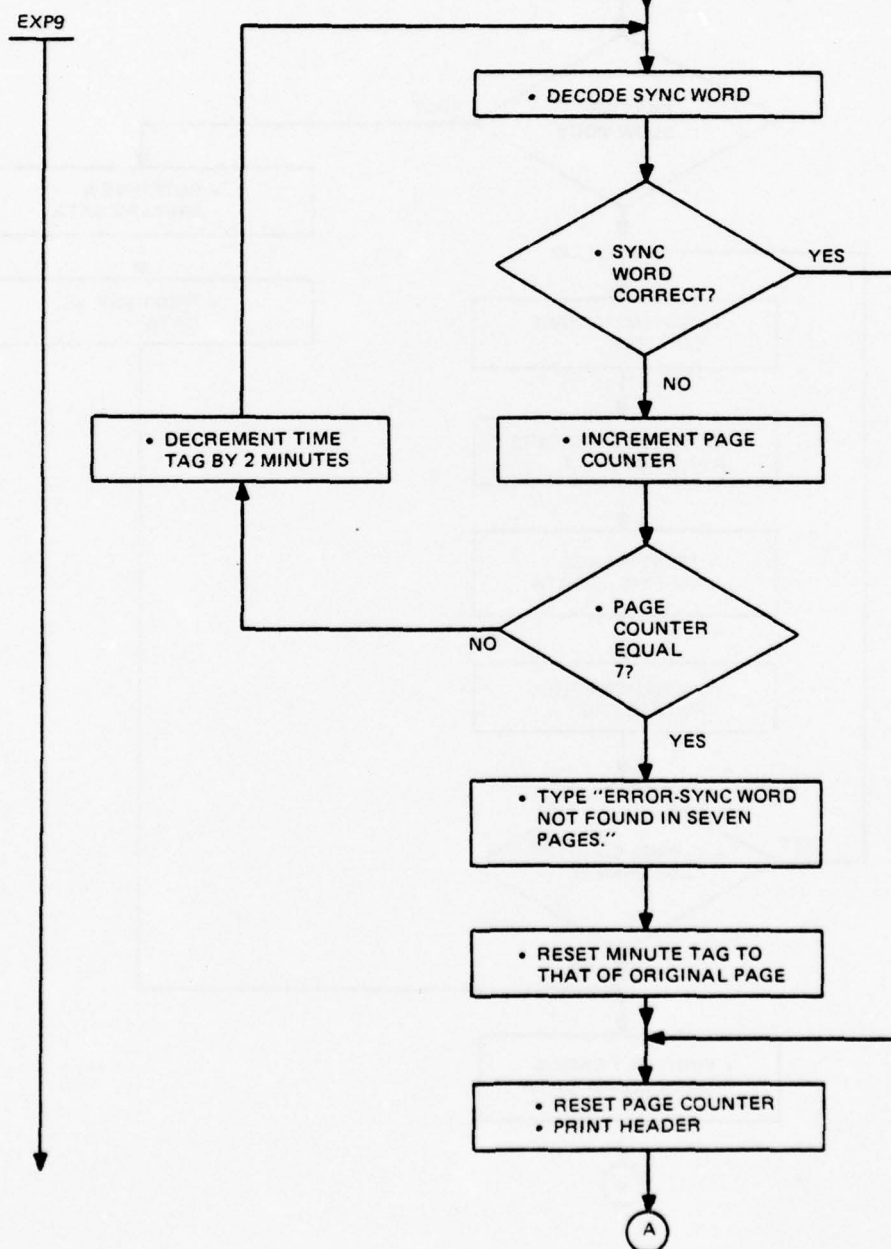 EXP9
• DECODE SYNC WORD
• SYNC
WORD
CORRECT?
YES
NO
• DECREMENT TIME
TAG BY 2 MINUTES
• INCREMENT PAGE
COUNTER
• PAGE
COUNTER
EQUAL
7?
NO
YES
• TYPE "ERROR-SYNC WORD
NOT FOUND IN SEVEN
PAGES."
• RESET MINUTE TAG TO
THAT OF ORIGINAL PAGE
• RESET PAGE COUNTER
• PRINT HEADER
A